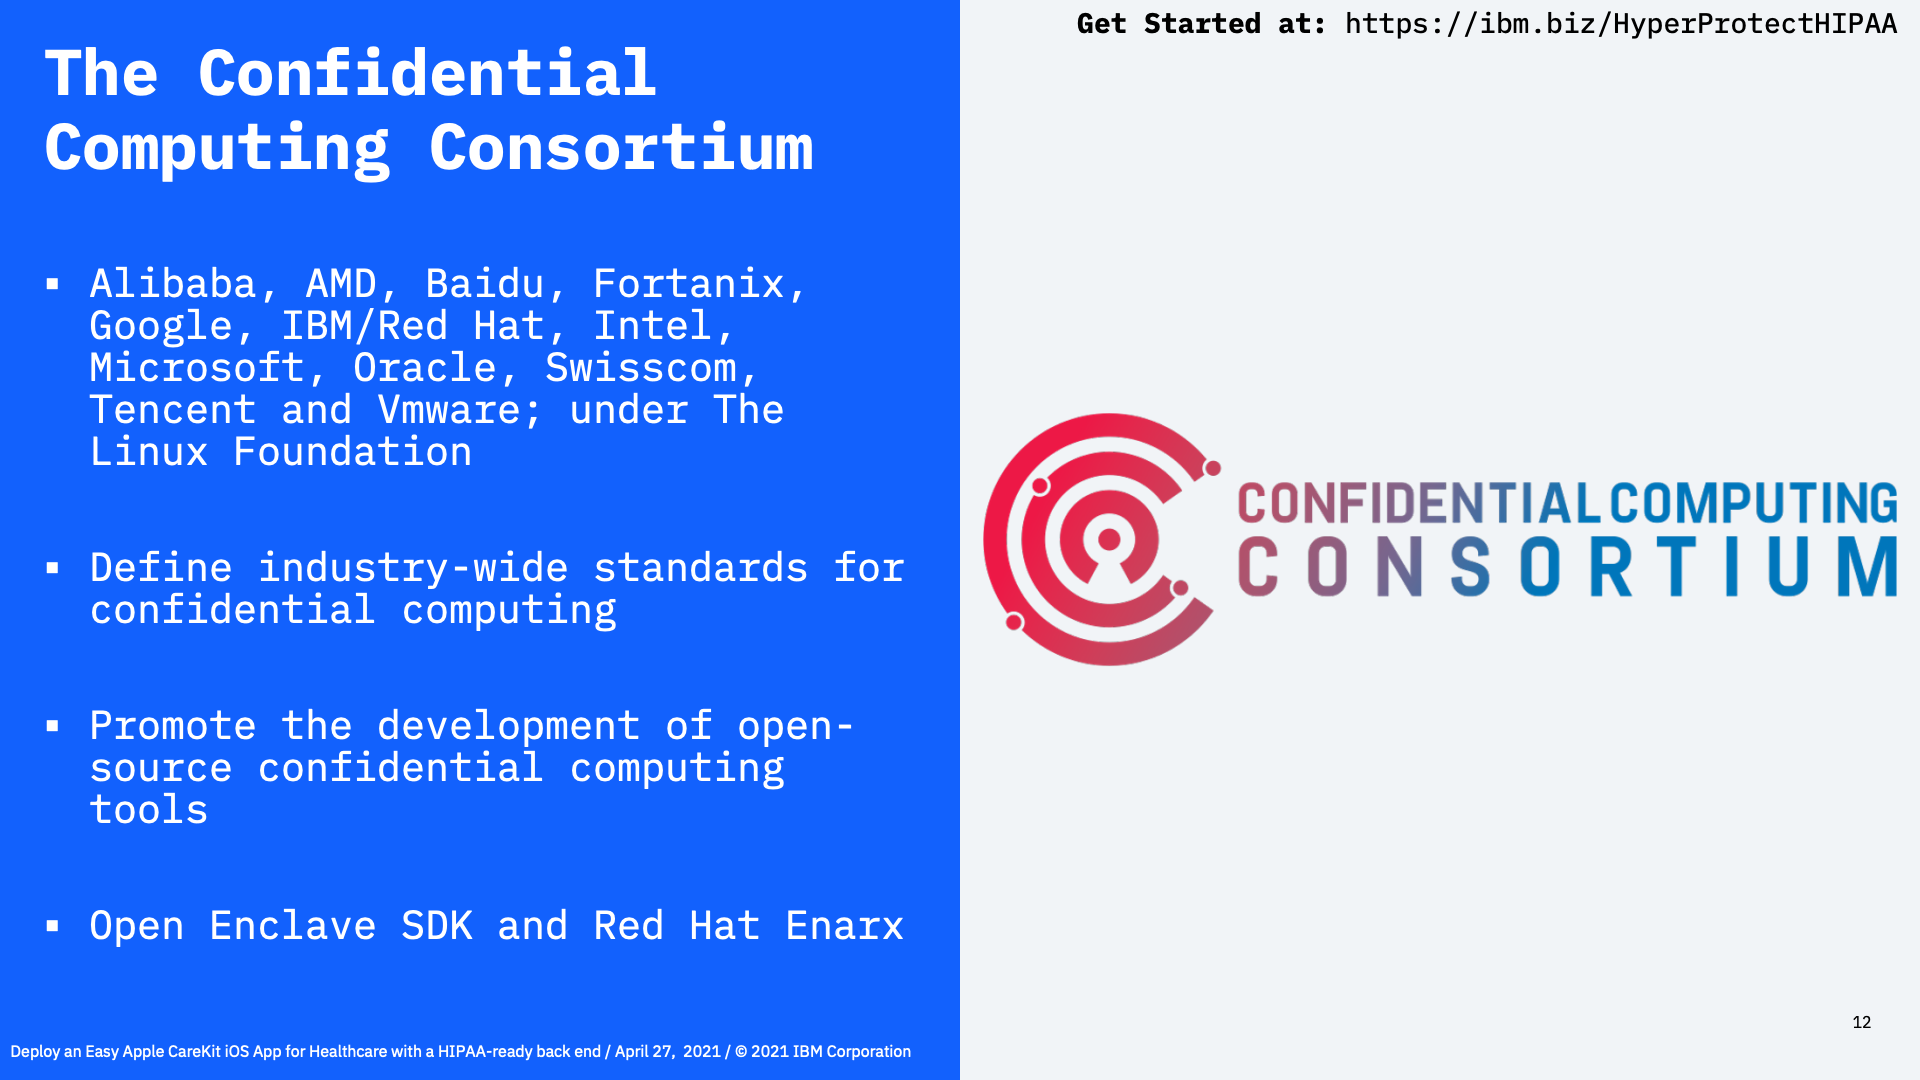 Get Started at: https://ibm.biz/HyperProtectHIPAA
The Confidential
Computing Consortium
▪ Alibaba, AMD, Baidu, Fortanix,
Google, IBM/Red Hat, Intel,
Microsoft, Oracle, Swisscom,
Tencent and Vmware; under The
Linux Foundation
▪ Define industry-wide standards for
confidential computing
▪ Promote the development of open-
source confidential computing
tools
▪ Open Enclave SDK and Red Hat Enarx
CONFIDENTIAL COMPUTING
CONSORTIUM
12
Deploy an Easy Apple CareKit iOS App for Healthcare with a HIPAA-ready back end / April 27, 2021 / © 2021 IBM Corporation